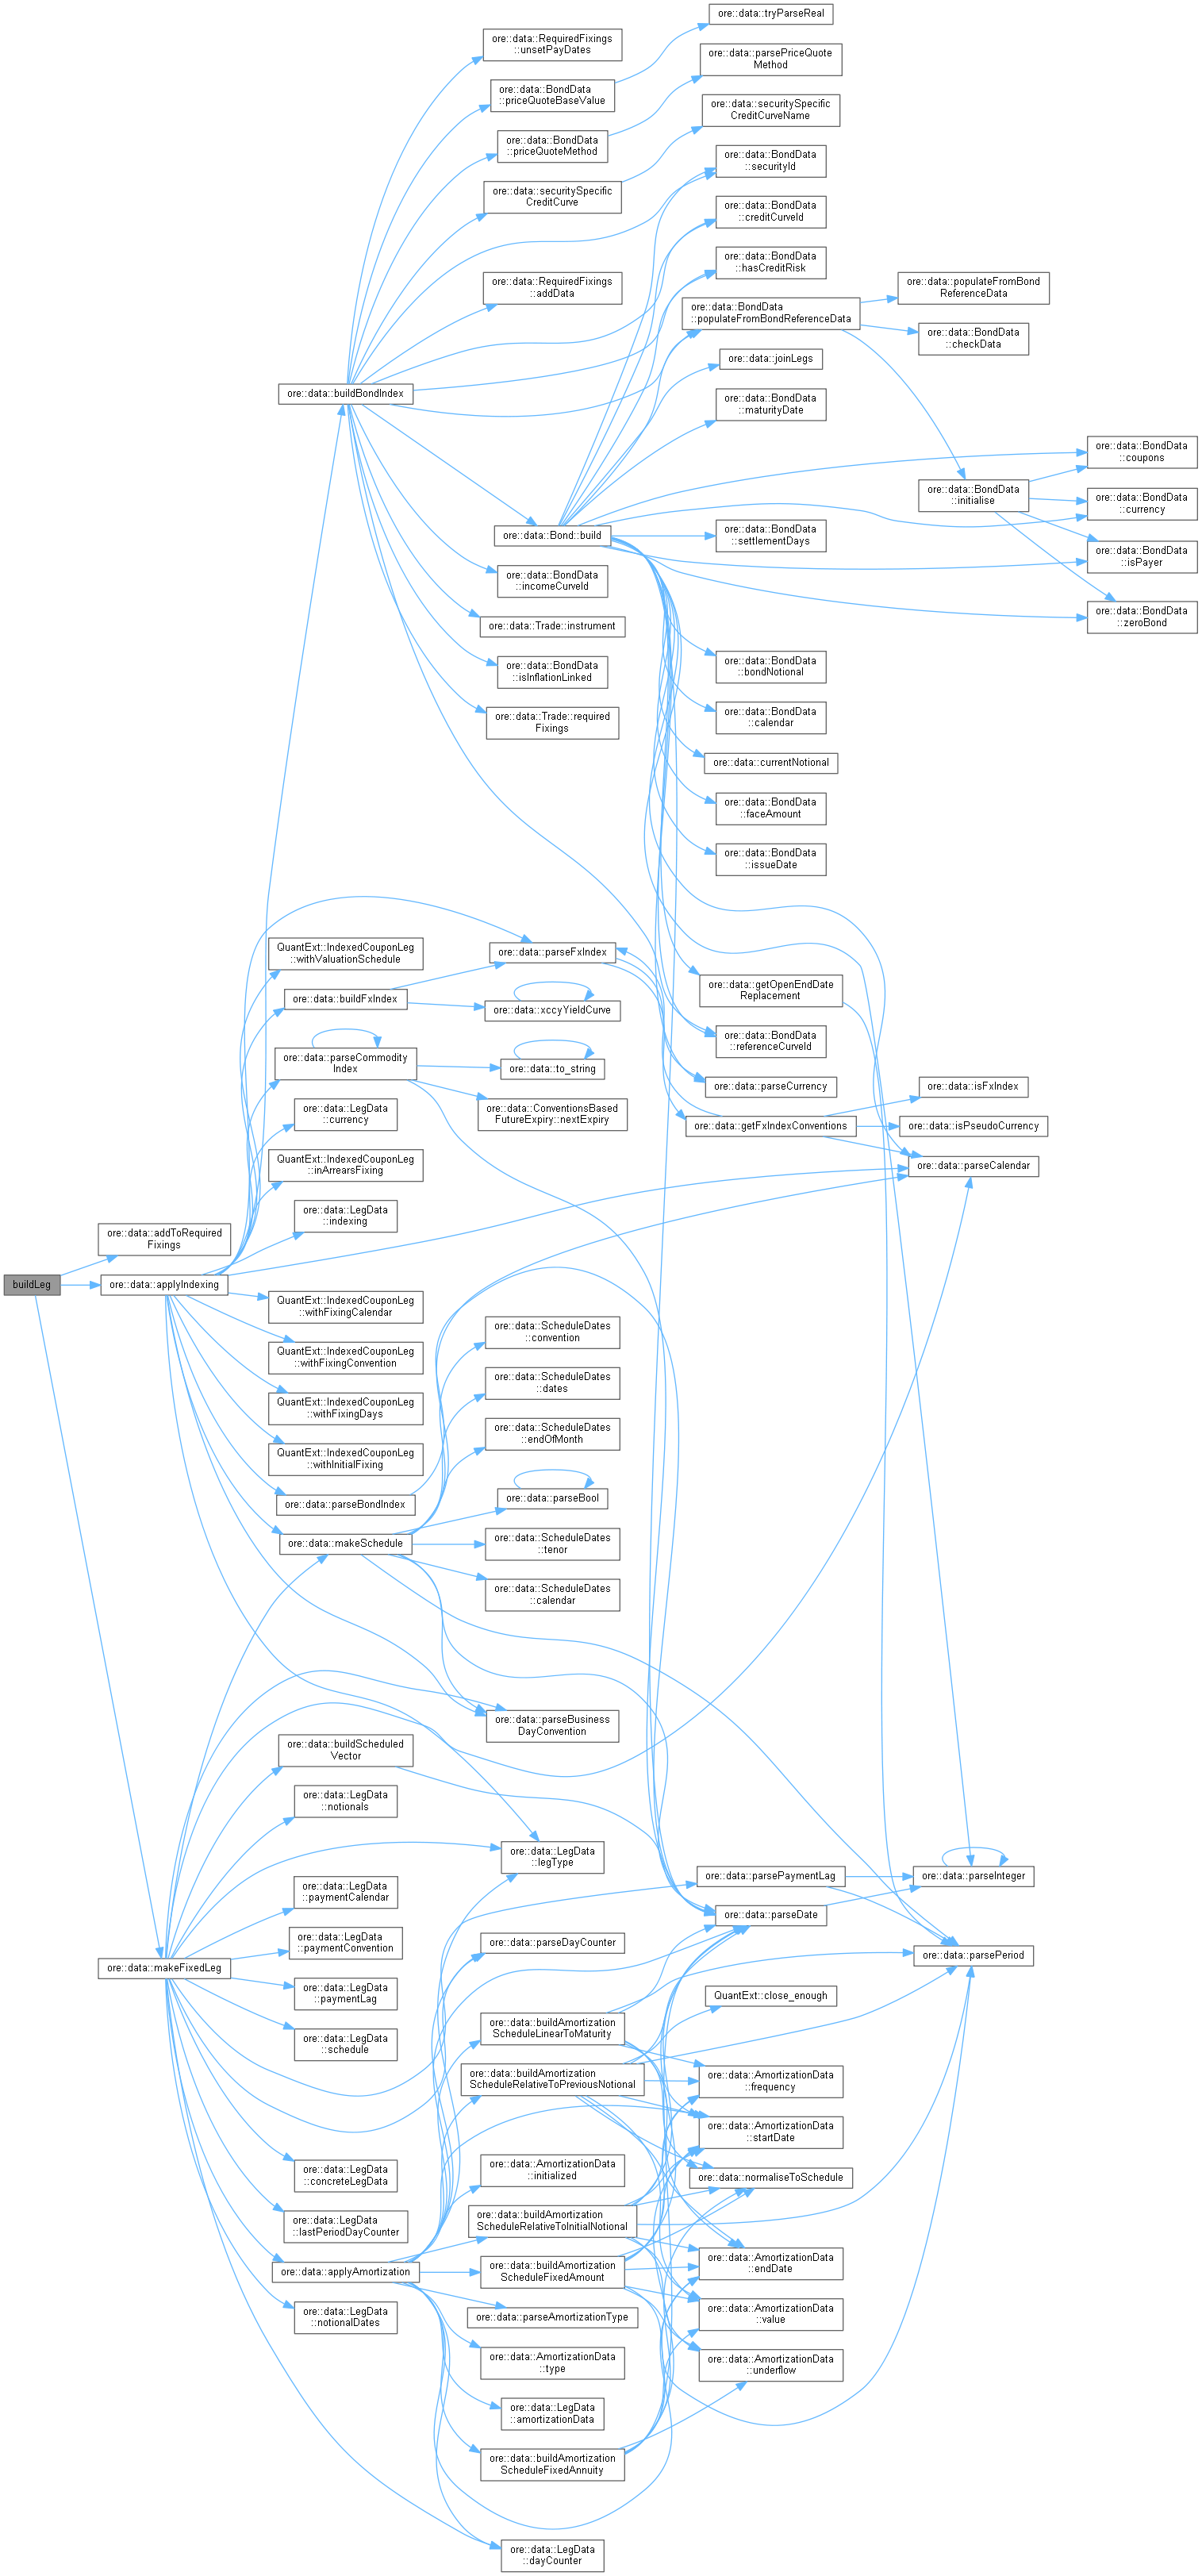 ore::data::tryParseReal
ore::data::RequiredFixings
::unsetPayDates
ore::data::parsePriceQuote
Method
ore::data::BondData
::priceQuoteBaseValue
ore::data::securitySpecific
CreditCurveName
ore::data::BondData
::priceQuoteMethod
ore::data::BondData
::securityId
ore::data::securitySpecific
CreditCurve
ore::data::BondData
::creditCurveId
ore::data::BondData
::hasCreditRisk
ore::data::RequiredFixings
::addData
ore::data::populateFromBond
ReferenceData
ore::data::BondData
::populateFromBondReferenceData
ore::data::BondData
::checkData
ore::data::joinLegs
ore::data::buildBondIndex
ore::data::BondData
::maturityDate
ore::data::BondData
::coupons
ore::data::BondData
::initialise
ore::data::BondData
::currency
ore::data::Bond::build
ore::data::BondData
::settlementDays
ore::data::BondData
::isPayer
ore::data::BondData
::incomeCurveId
ore::data::BondData
::zeroBond
ore::data::Trade::instrument
ore::data::BondData
::isInflationLinked
ore::data::BondData
::bondNotional
ore::data::Trade::required
Fixings
ore::data::BondData
::calendar
ore::data::currentNotional
ore::data::BondData
::faceAmount
ore::data::BondData
::issueDate
QuantExt::IndexedCouponLeg
::withValuationSchedule
ore::data::parseFxIndex
ore::data::buildFxIndex
ore::data::getOpenEndDate
Replacement
ore::data::xccyYieldCurve
ore::data::BondData
::referenceCurveId
ore::data::parseCommodity
Index
ore::data::to_string
ore::data::parseCurrency
ore::data::isFxIndex
ore::data::LegData
::currency
ore::data::ConventionsBased
FutureExpiry::nextExpiry
ore::data::getFxIndexConventions
ore::data::isPseudoCurrency
QuantExt::IndexedCouponLeg
::inArrearsFixing
ore::data::parseCalendar
ore::data::LegData
::indexing
ore::data::addToRequired
Fixings
buildLeg
ore::data::applyIndexing
QuantExt::IndexedCouponLeg
::withFixingCalendar
ore::data::ScheduleDates
::convention
QuantExt::IndexedCouponLeg
::withFixingConvention
ore::data::ScheduleDates
::dates
QuantExt::IndexedCouponLeg
::withFixingDays
ore::data::ScheduleDates
::endOfMonth
QuantExt::IndexedCouponLeg
::withInitialFixing
ore::data::parseBool
ore::data::parseBondIndex
ore::data::makeSchedule
ore::data::ScheduleDates
::tenor
ore::data::ScheduleDates
::calendar
ore::data::parseBusiness
DayConvention
ore::data::buildScheduled
Vector
ore::data::LegData
::notionals
ore::data::LegData
::legType
ore::data::parsePaymentLag
ore::data::parseInteger
ore::data::LegData
::paymentCalendar
ore::data::parseDate
ore::data::LegData
::paymentConvention
ore::data::parseDayCounter
ore::data::parsePeriod
ore::data::makeFixedLeg
ore::data::LegData
::paymentLag
QuantExt::close_enough
ore::data::LegData
::schedule
ore::data::buildAmortization
ScheduleLinearToMaturity
ore::data::buildAmortization
ScheduleRelativeToPreviousNotional
ore::data::AmortizationData
::frequency
ore::data::AmortizationData
::startDate
ore::data::LegData
::concreteLegData
ore::data::AmortizationData
::initialized
ore::data::normaliseToSchedule
ore::data::LegData
::lastPeriodDayCounter
ore::data::buildAmortization
ScheduleRelativeToInitialNotional
ore::data::applyAmortization
ore::data::buildAmortization
ScheduleFixedAmount
ore::data::AmortizationData
::endDate
ore::data::LegData
::notionalDates
ore::data::parseAmortizationType
ore::data::AmortizationData
::value
ore::data::AmortizationData
::type
ore::data::AmortizationData
::underflow
ore::data::LegData
::amortizationData
ore::data::buildAmortization
ScheduleFixedAnnuity
ore::data::LegData
::dayCounter